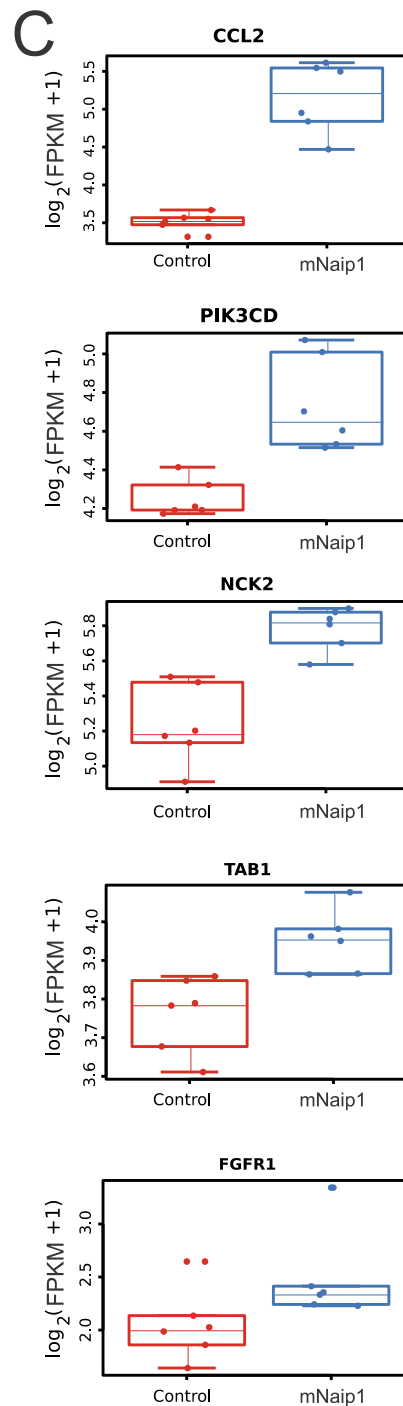 C
CCL2
log2(FPKM +1)
5.5
5.0
4.5
4.0
3.5
Control
mNaip1
PIK3CD
log2(FPKM +1)
5.0
4.8
4.6
4.4
4.2
Control
mNaip1
NCK2
log2(FPKM +1)
5.8
5.6
5.4
5.2
5.0
Control
mNaip1
TAB1
log2(FPKM +1)
4.0
3.9
3.8
3.7
3.6
Control
mNaip1
FGFR1
log2(FPKM +1)
3.0
2.5
2.0
Control
mNaip1